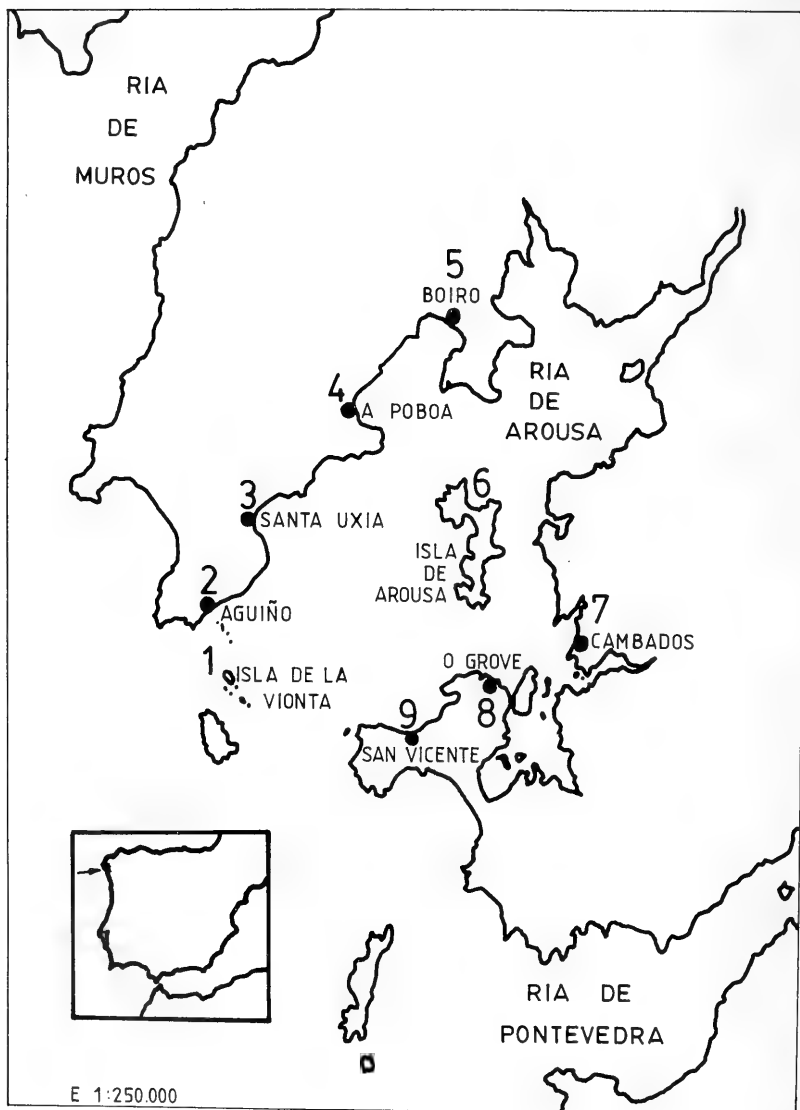 RIA
DE
MUROS
5
BOIRO
RIA
DE
AROUSA
4
A POBOA
3
SANTA UXIA
6
ISLA
DE
AROUSA
2
AGUIÑO
7
CAMBADOS
1
ISLA DE LA
VIONTA
O GROVE
8
9
SAN VICENTE
RIA DE
PONTEVEDRA
E 1:250.000